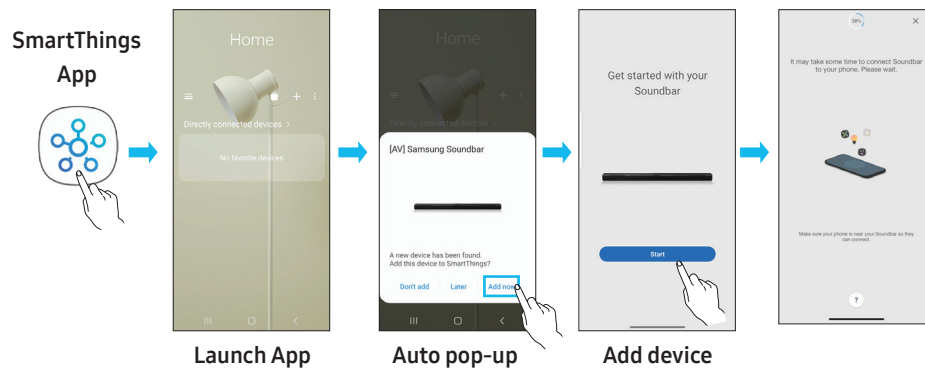 SmartThings
App
Home
Directly connected devices >
No favorite devices
Launch App
Home
Directly connected devices >
[AV] Samsung Soundbar
A new device has been found.
Add this device to SmartThings?
Don't add
Later
Add now
Auto pop-up
Get started with your
Soundbar
Start
Add device
38%
It may take some time to connect Soundbar
to your phone. Please wait.
Make sure your phone is near your Soundbar so they
can connect.
?